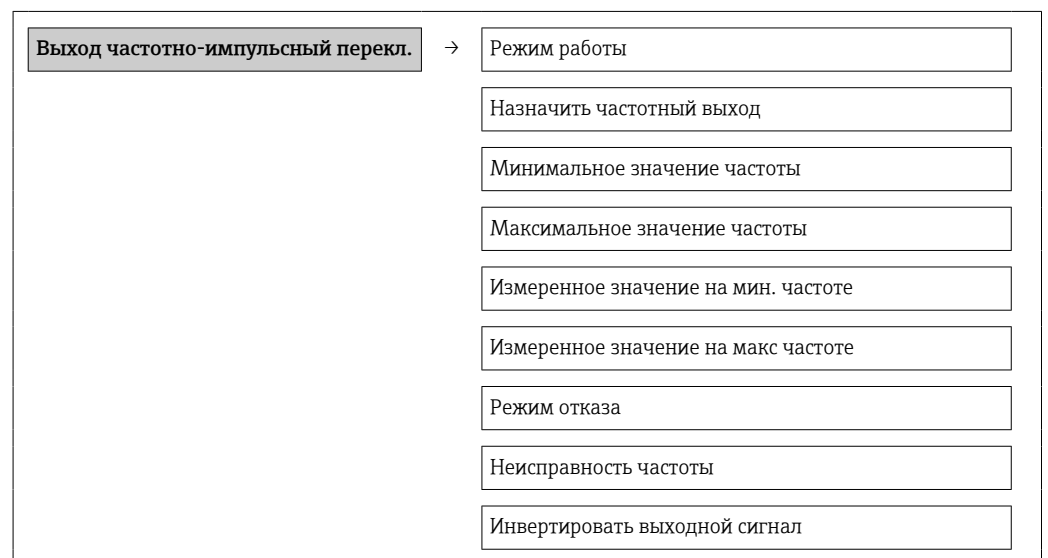 Выход частотно-импульсный перекл. → Режим работы
Назначить частотный выход
Минимальное значение частоты
Максимальное значение частоты
Измеренное значение на мин. частоте
Измеренное значение на макс частоте
Режим отказа
Неисправность частоты
Инвертировать выходной сигнал